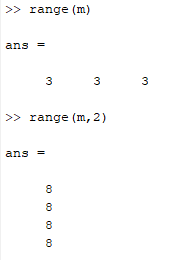 >> range(m)
ans =
3 3 3
>> range(m,2)
ans =
8
8
8
8